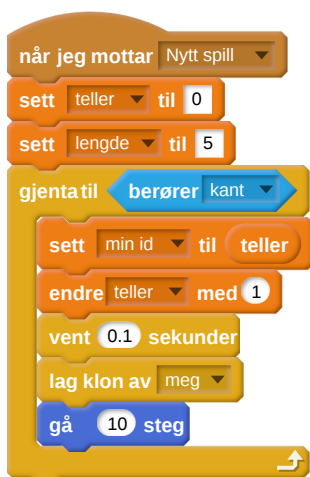 når jeg mottar Nytt spill
sett teller til 0
sett lengde til 5
gjenta til berører kant
sett min id til teller
endre teller med 1
vent 0.1 sekunder
lag klon av meg
gå 10 steg